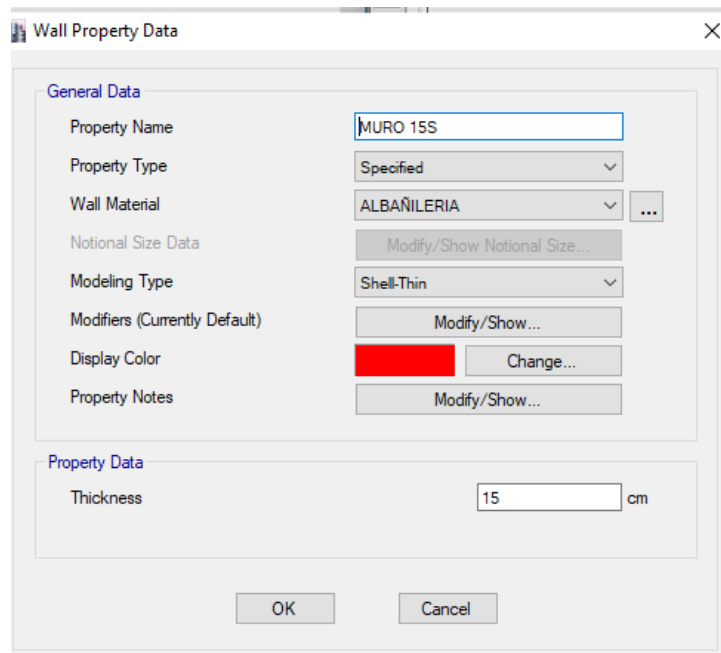 Wall Property Data
General Data
Property Name MURO 15S
Property Type Specified
Wall Material ALBAÑILERIA ...
Notional Size Data Modify/Show Notional Size...
Modeling Type Shell-Thin
Modifiers (Currently Default) Modify/Show...
Display Color Change...
Property Notes Modify/Show...
Property Data
Thickness 15 cm
OK Cancel